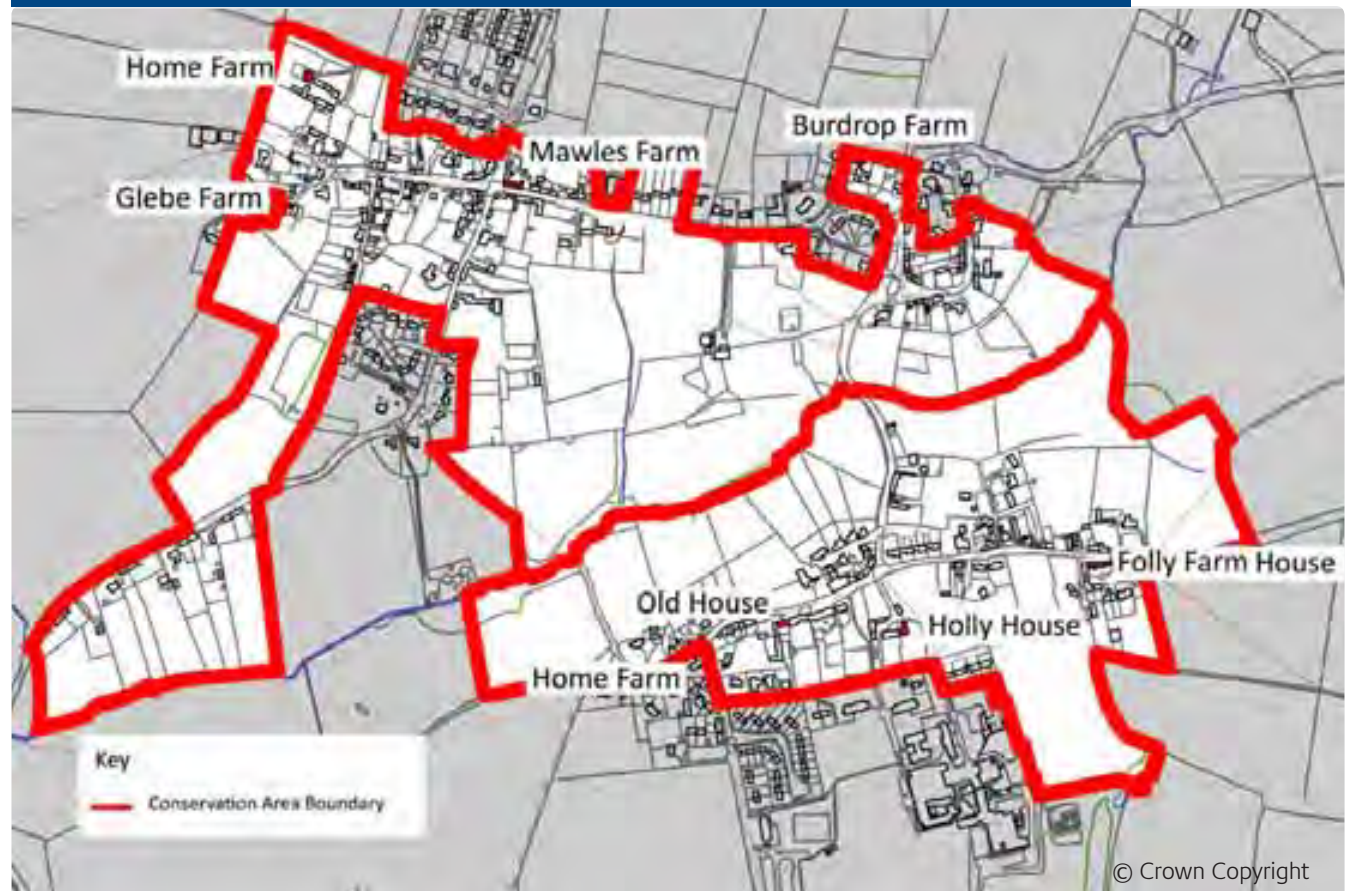 Home Farm
Burdrop Farm
Mawles Farm
Glebe Farm
Folly Farm House
Old House
Holly House
Home Farm
Key
Conservation Area Boundary
© Crown Copyright